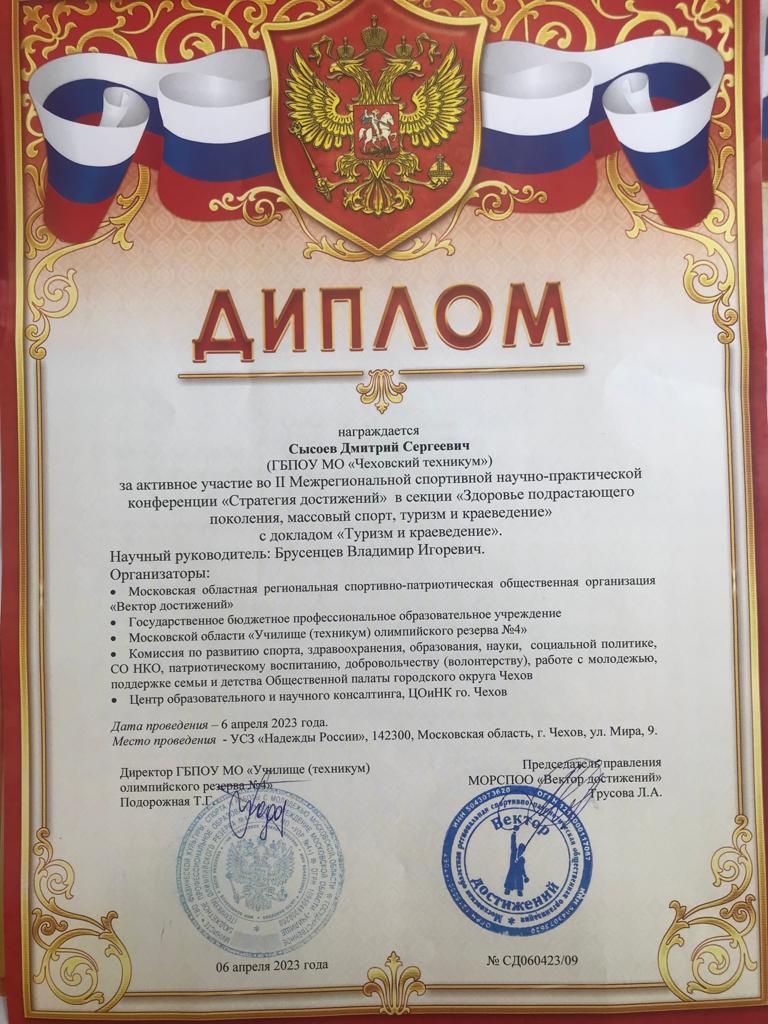 ДИПЛОМ
награждается
Сысоев Дмитрий Сергеевич
(ГБПОУ МО «Чеховский техникум»)
за активное участие во II Межрегиональной спортивной научно-практической
конференции «Стратегия достижений» в секции «Здоровье подрастающего
поколения, массовый спорт, туризм и краеведение»
с докладом «Туризм и краеведение».
Научный руководитель: Брусенцев Владимир Игоревич.
Организаторы:
• Московская областная региональная спортивно-патриотическая общественная организация
«Вектор достижений»
• Государственное бюджетное профессиональное образовательное учреждение
• Московской области «Училище (техникум) олимпийского резерва №4»
• Комиссия по развитию спорта, здравоохранения, образования, науки, социальной политике,
СО НКО, патриотическому воспитанию, добровольчеству (волонтерству), работе с молодежью,
поддержке семьи и детства Общественной палаты городского округа Чехов
• Центр образовательного и научного консалтинга, ЦОиНК го. Чехов
Дата проведения – 6 апреля 2023 года.
Место проведения - УСЗ «Надежды России», 142300, Московская область, г. Чехов, ул. Мира, 9.
Директор ГБПОУ МО «Училище (техникум)
олимпийского резерва №4»
Подорожная Т.Г.
Председатель правления
МОРСПОО «Вектор достижений»
Трусова Л.А.
Вектор
достижений
ИНН 5043073620
06 апреля 2023 года
№ СД060423/09